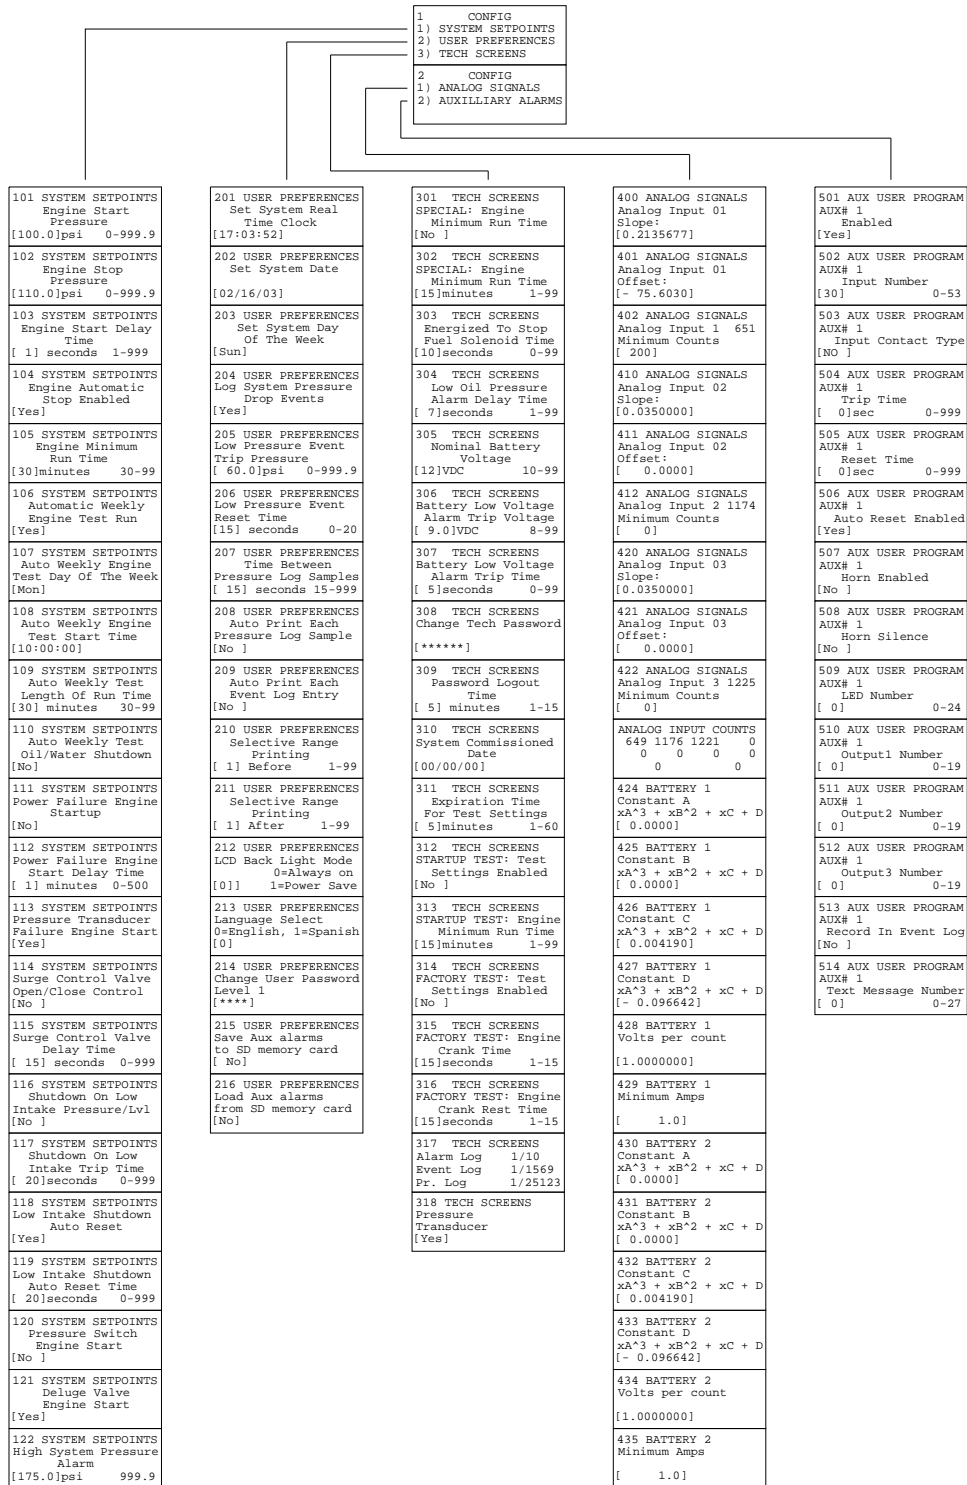 1 CONFIG
1) SYSTEM SETPOINTS
2) USER PREFERENCES
3) TECH SCREENS
2 CONFIG
1) ANALOG SIGNALS
2) AUXILLIARY ALARMS
101 SYSTEM SETPOINTS
Engine Start
Pressure
[100.0]psi 0-999.9
102 SYSTEM SETPOINTS
Engine Stop
Pressure
[110.0]psi 0-999.9
103 SYSTEM SETPOINTS
Engine Start Delay
Time
[ 1] seconds 1-999
104 SYSTEM SETPOINTS
Engine Automatic
Stop Enabled
[Yes]
105 SYSTEM SETPOINTS
Engine Minimum
Run Time
[30]minutes 30-99
106 SYSTEM SETPOINTS
Automatic Weekly
Engine Test Run
[Yes]
107 SYSTEM SETPOINTS
Auto Weekly Engine
Test Day Of The Week
[Mon]
108 SYSTEM SETPOINTS
Auto Weekly Engine
Test Start Time
[10:00:00]
109 SYSTEM SETPOINTS
Auto Weekly Test
Length Of Run Time
[30] minutes 30-99
110 SYSTEM SETPOINTS
Auto Weekly Test
Oil/Water Shutdown
[No]
111 SYSTEM SETPOINTS
Power Failure Engine
Startup
[No]
112 SYSTEM SETPOINTS
Power Failure Engine
Start Delay Time
[ 1] minutes 0-500
113 SYSTEM SETPOINTS
Pressure Transducer
Failure Engine Start
[Yes]
114 SYSTEM SETPOINTS
Surge Control Valve
Open/Close Control
[No ]
115 SYSTEM SETPOINTS
Surge Control Valve
Delay Time
[ 15] seconds 0-999
116 SYSTEM SETPOINTS
Shutdown On Low
Intake Pressure/Lvl
[No ]
117 SYSTEM SETPOINTS
Shutdown On Low
Intake Trip Time
[ 20]seconds 0-999
118 SYSTEM SETPOINTS
Low Intake Shutdown
Auto Reset
[Yes]
119 SYSTEM SETPOINTS
Low Intake Shutdown
Auto Reset Time
[ 20]seconds 0-999
120 SYSTEM SETPOINTS
Pressure Switch
Engine Start
[No ]
121 SYSTEM SETPOINTS
Deluge Valve
Engine Start
[Yes]
122 SYSTEM SETPOINTS
High System Pressure
Alarm
[175.0]psi 999.9
201 USER PREFERENCES
Set System Real
Time Clock
[17:03:52]
202 USER PREFERENCES
Set System Date
[02/16/03]
203 USER PREFERENCES
Set System Day
Of The Week
[Sun]
204 USER PREFERENCES
Log System Pressure
Drop Events
[Yes]
205 USER PREFERENCES
Low Pressure Event
Trip Pressure
[ 60.0]psi 0-999.9
206 USER PREFERENCES
Low Pressure Event
Reset Time
[15] seconds 0-20
207 USER PREFERENCES
Time Between
Pressure Log Samples
[ 15] seconds 15-999
208 USER PREFERENCES
Auto Print Each
Pressure Log Sample
[No ]
209 USER PREFERENCES
Auto Print Each
Event Log Entry
[No ]
210 USER PREFERENCES
Selective Range
Printing
[ 1] Before 1-99
211 USER PREFERENCES
Selective Range
Printing
[ 1] After 1-99
212 USER PREFERENCES
LCD Back Light Mode
0=Always on
[0]] 1=Power Save
213 USER PREFERENCES
Language Select
0=English, 1=Spanish
[0]
214 USER PREFERENCES
Change User Password
Level 1
[****]
215 USER PREFERENCES
Save Aux alarms
to SD memory card
[ No]
216 USER PREFERENCES
Load Aux alarms
from SD memory card
[No]
301 TECH SCREENS
SPECIAL: Engine
Minimum Run Time
[No ]
302 TECH SCREENS
SPECIAL: Engine
Minimum Run Time
[15]minutes 1-99
303 TECH SCREENS
Energized To Stop
Fuel Solenoid Time
[10]seconds 0-99
304 TECH SCREENS
Low Oil Pressure
Alarm Delay Time
[ 7]seconds 1-99
305 TECH SCREENS
Nominal Battery
Voltage
[12]VDC 10-99
306 TECH SCREENS
Battery Low Voltage
Alarm Trip Voltage
[ 9.0]VDC 8-99
307 TECH SCREENS
Battery Low Voltage
Alarm Trip Time
[ 5]seconds 0-99
308 TECH SCREENS
Change Tech Password
[******]
309 TECH SCREENS
Password Logout
Time
[ 5] minutes 1-15
310 TECH SCREENS
System Commissioned
Date
[00/00/00]
311 TECH SCREENS
Expiration Time
For Test Settings
[ 5]minutes 1-60
312 TECH SCREENS
STARTUP TEST: Test
Settings Enabled
[No ]
313 TECH SCREENS
STARTUP TEST: Engine
Minimum Run Time
[15]minutes 1-99
314 TECH SCREENS
FACTORY TEST: Test
Settings Enabled
[No ]
315 TECH SCREENS
FACTORY TEST: Engine
Crank Time
[15]seconds 1-15
316 TECH SCREENS
FACTORY TEST: Engine
Crank Rest Time
[15]seconds 1-15
317 TECH SCREENS
Alarm Log 1/10
Event Log 1/1569
Pr. Log 1/25123
318 TECH SCREENS
Pressure
Transducer
[Yes]
400 ANALOG SIGNALS
Analog Input 01
Slope:
[0.2135677]
401 ANALOG SIGNALS
Analog Input 01
Offset:
[- 75.6030]
402 ANALOG SIGNALS
Analog Input 1 651
Minimum Counts
[ 200]
410 ANALOG SIGNALS
Analog Input 02
Slope:
[0.0350000]
411 ANALOG SIGNALS
Analog Input 02
Offset:
[ 0.0000]
412 ANALOG SIGNALS
Analog Input 2 1174
Minimum Counts
[ 0]
420 ANALOG SIGNALS
Analog Input 03
Slope:
[0.0350000]
421 ANALOG SIGNALS
Analog Input 03
Offset:
[ 0.0000]
422 ANALOG SIGNALS
Analog Input 3 1225
Minimum Counts
[ 0]
ANALOG INPUT COUNTS
649 1176 1221 0
0 0 0 0
0 0
424 BATTERY 1
Constant A
xA^3 + xB^2 + xC + D
[ 0.0000]
425 BATTERY 1
Constant B
xA^3 + xB^2 + xC + D
[ 0.0000]
426 BATTERY 1
Constant C
xA^3 + xB^2 + xC + D
[ 0.004190]
427 BATTERY 1
Constant D
xA^3 + xB^2 + xC + D
[- 0.096642]
428 BATTERY 1
Volts per count
[1.0000000]
429 BATTERY 1
Minimum Amps
[ 1.0]
430 BATTERY 2
Constant A
xA^3 + xB^2 + xC + D
[ 0.0000]
431 BATTERY 2
Constant B
xA^3 + xB^2 + xC + D
[ 0.0000]
432 BATTERY 2
Constant C
xA^3 + xB^2 + xC + D
[ 0.004190]
433 BATTERY 2
Constant D
xA^3 + xB^2 + xC + D
[- 0.096642]
434 BATTERY 2
Volts per count
[1.0000000]
435 BATTERY 2
Minimum Amps
[ 1.0]
501 AUX USER PROGRAM
AUX# 1
Enabled
[Yes]
502 AUX USER PROGRAM
AUX# 1
Input Number
[30] 0-53
503 AUX USER PROGRAM
AUX# 1
Input Contact Type
[NO ]
504 AUX USER PROGRAM
AUX# 1
Trip Time
[ 0]sec 0-999
505 AUX USER PROGRAM
AUX# 1
Reset Time
[ 0]sec 0-999
506 AUX USER PROGRAM
AUX# 1
Auto Reset Enabled
[Yes]
507 AUX USER PROGRAM
AUX# 1
Horn Enabled
[No ]
508 AUX USER PROGRAM
AUX# 1
Horn Silence
[No ]
509 AUX USER PROGRAM
AUX# 1
LED Number
[ 0] 0-24
510 AUX USER PROGRAM
AUX# 1
Output1 Number
[ 0] 0-19
511 AUX USER PROGRAM
AUX# 1
Output2 Number
[ 0] 0-19
512 AUX USER PROGRAM
AUX# 1
Output3 Number
[ 0] 0-19
513 AUX USER PROGRAM
AUX# 1
Record In Event Log
[No ]
514 AUX USER PROGRAM
AUX# 1
Text Message Number
[ 0] 0-27